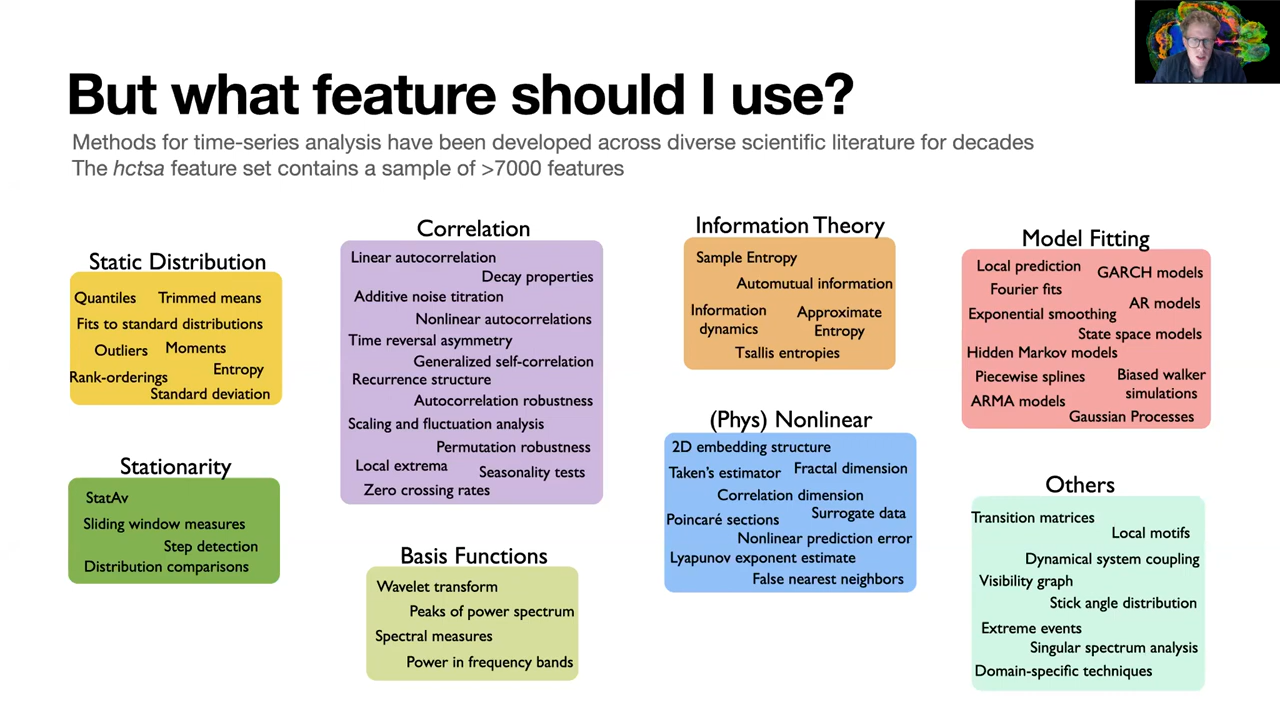 But what feature should I use?
Methods for time-series analysis have been developed across diverse scientific literature for decades
The hctsa feature set contains a sample of >7000 features
Static Distribution
Quantiles Trimmed means
Fits to standard distributions
Outliers Moments
Entropy
Rank-orderings
Standard deviation
Stationarity
StatAv
Sliding window measures
Step detection
Distribution comparisons
Correlation
Linear autocorrelation
Decay properties
Additive noise titration
Nonlinear autocorrelations
Time reversal asymmetry
Generalized self-correlation
Recurrence structure
Autocorrelation robustness
Scaling and fluctuation analysis
Permutation robustness
Local extrema
Seasonality tests
Zero crossing rates
Basis Functions
Wavelet transform
Peaks of power spectrum
Spectral measures
Power in frequency bands
Information Theory
Sample Entropy
Automutual information
Information
dynamics
Approximate
Entropy
Tsallis entropies
(Phys) Nonlinear
2D embedding structure
Taken's estimator Fractal dimension
Correlation dimension
Poincaré sections Surrogate data
Nonlinear prediction error
Lyapunov exponent estimate
False nearest neighbors
Model Fitting
Local prediction GARCH models
Fourier fits
AR models
Exponential smoothing
State space models
Hidden Markov models
Piecewise splines
Biased walker
simulations
ARMA models
Gaussian Processes
Others
Transition matrices
Local motifs
Dynamical system coupling
Visibility graph
Stick angle distribution
Extreme events
Singular spectrum analysis
Domain-specific techniques